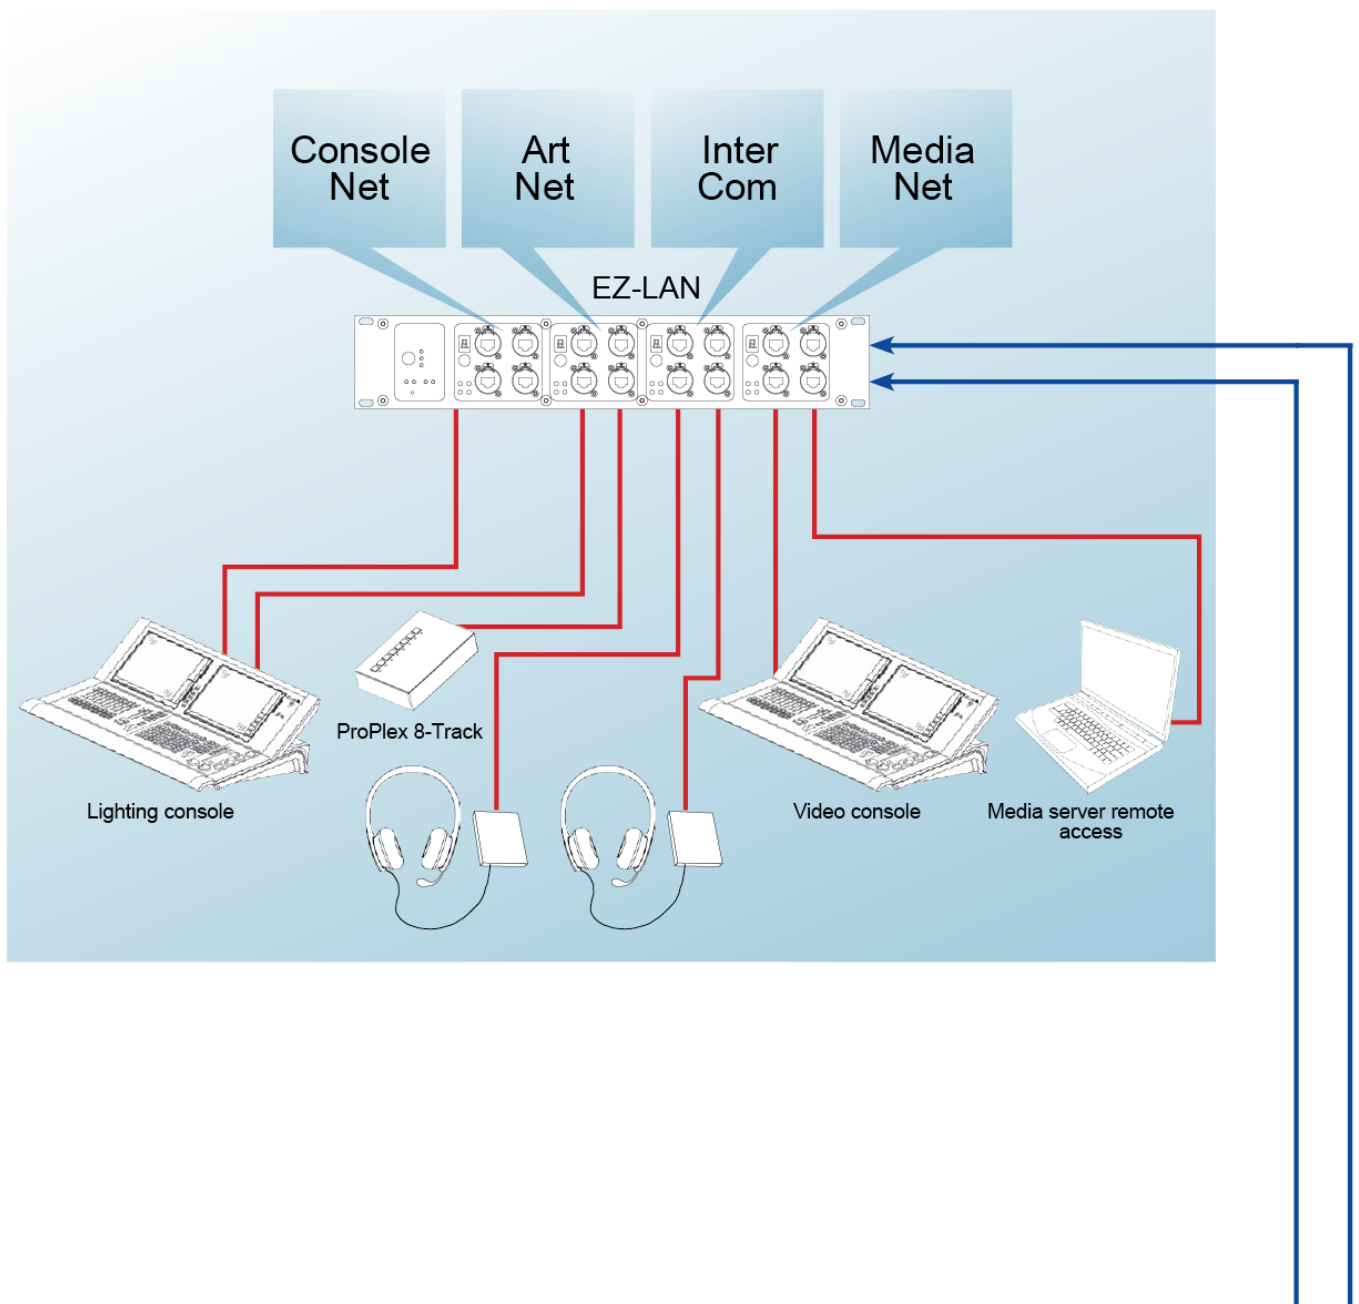 Console
Net
Art
Net
Inter
Com
Media
Net
EZ-LAN
ProPlex 8-Track
Lighting console
Video console
Media server remote
access